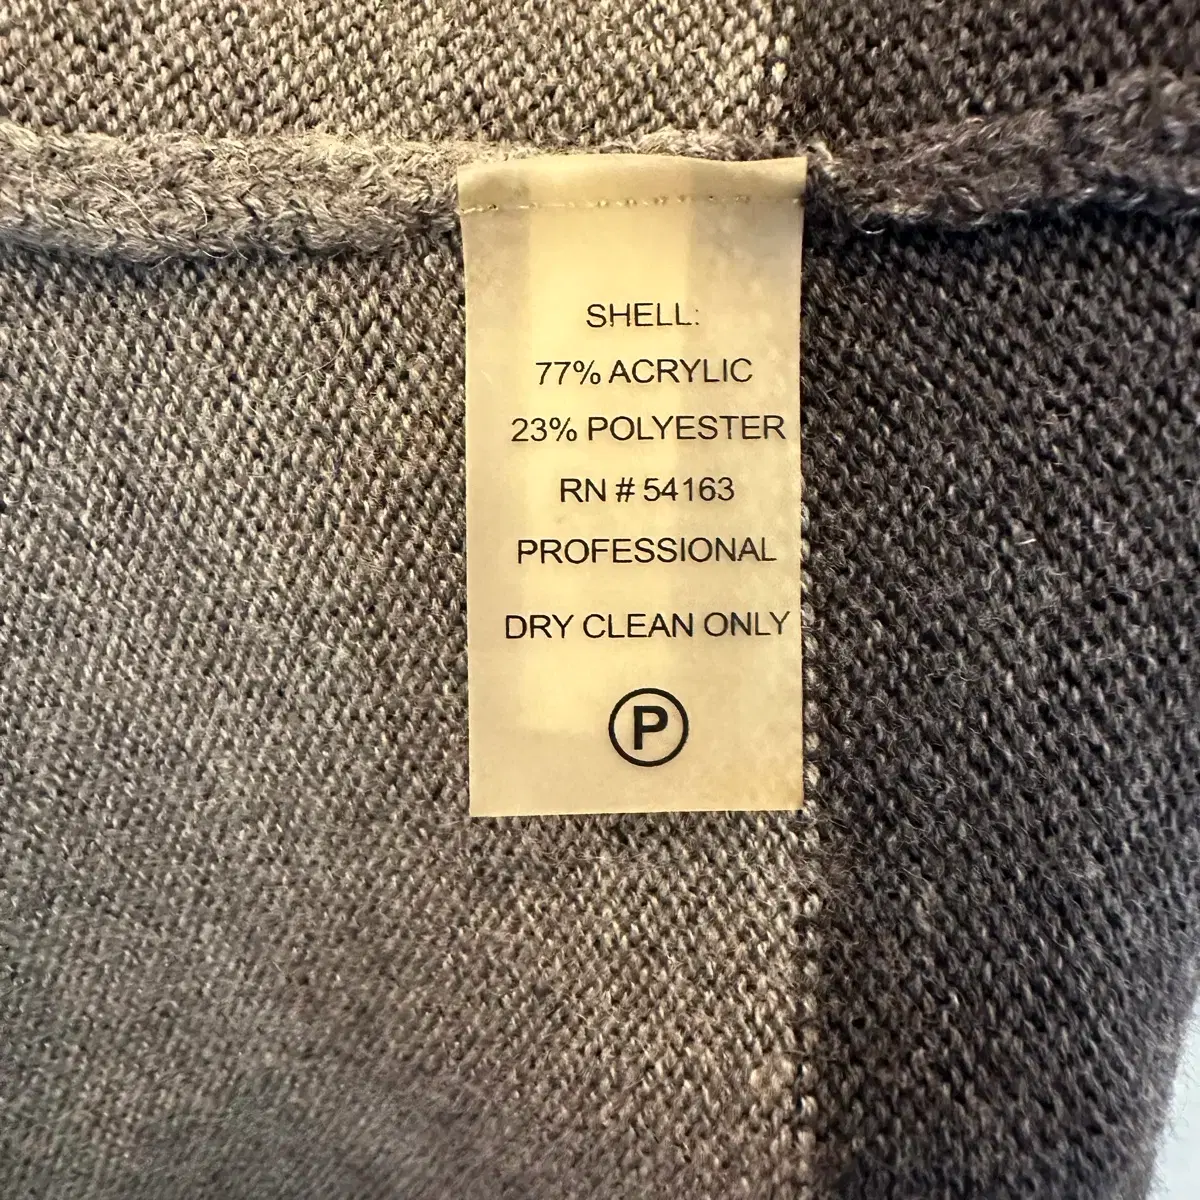 SHELL:
77% ACRYLIC
23% POLYESTER
RN # 54163
PROFESSIONAL
DRY CLEAN ONLY
P